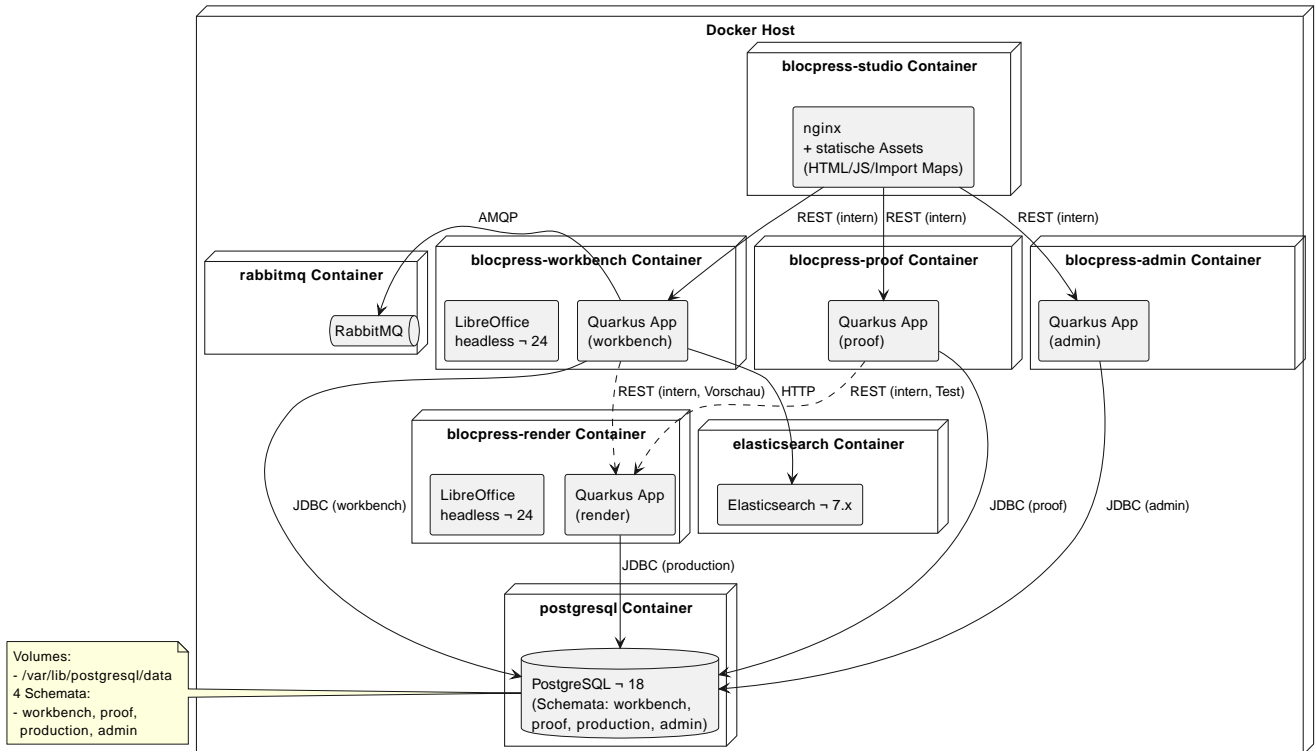 Docker Host
blocpress-studio Container
nginx
+ statische Assets
(HTML/JS/Import Maps)
AMQP
REST (intern)
REST (intern)
REST (intern)
rabbitmq Container
RabbitMQ
blocpress-workbench Container
LibreOffice
headless ¬ 24
Quarkus App
(workbench)
blocpress-proof Container
Quarkus App
(proof)
blocpress-admin Container
Quarkus App
(admin)
REST (intern, Vorschau)
HTTP
REST (intern, Test)
blocpress-render Container
LibreOffice
headless ¬ 24
Quarkus App
(render)
elasticsearch Container
Elasticsearch ¬ 7.x
JDBC (workbench)
JDBC (proof)
JDBC (admin)
JDBC (production)
postgresql Container
PostgreSQL ¬ 18
(Schemata: workbench,
proof, production, admin)
Volumes:
- /var/lib/postgresql/data
4 Schemata:
- workbench, proof,
production, admin